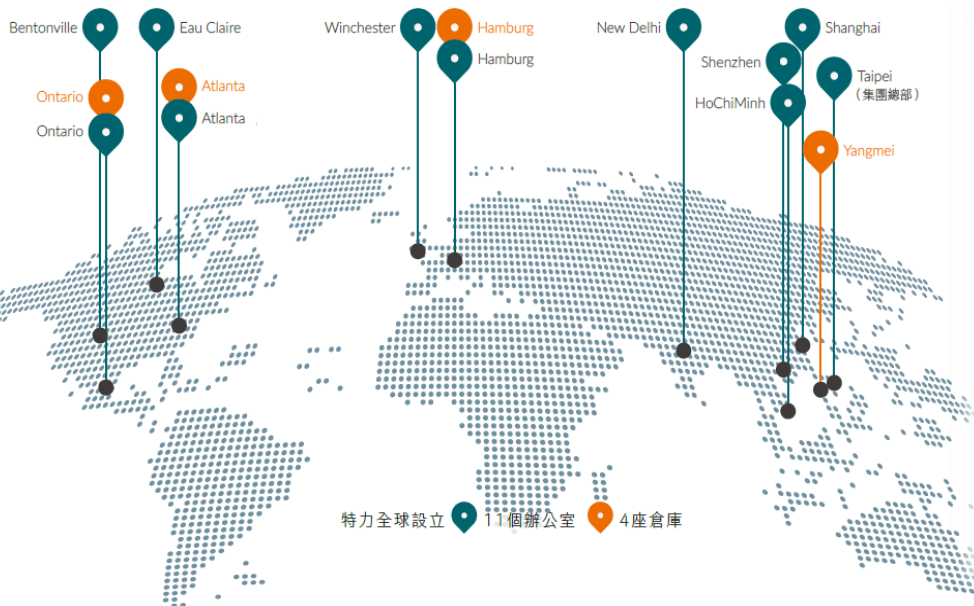 Bentonville
Eau Claire
Winchester
Hamburg
New Delhi
Shanghai
Hamburg
Shenzhen
Taipei
(集團總部)
Ontario
Atlanta
HoChiMinh
Ontario
Atlanta
Yangmei
特力全球設立 11個辦公室 4座倉庫